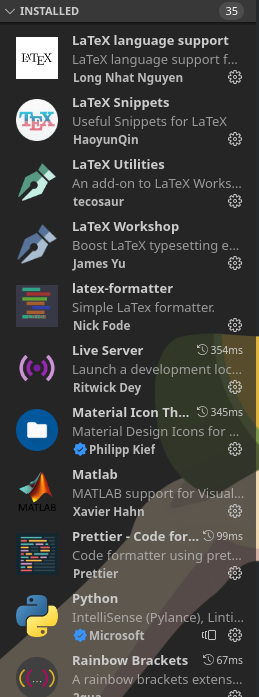 INSTALLED 35
LaTeX language support
LaTeX language support f...
Long Nhat Nguyen
LaTeX Snippets
Useful Snippets for LaTeX
HaoyunQin
LaTeX Utilities
An add-on to LaTeX Works...
tecosaur
LaTeX Workshop
Boost LaTeX typesetting e...
James Yu
latex-formatter
Simple LaTex formatter.
Nick Fode
Live Server 354ms
Launch a development loc...
Ritwick Dey
Material Icon Th... 345ms
Material Design Icons for ...
Philipp Kief
Matlab
MATLAB support for Visual...
MATLAB
Xavier Hahn
Prettier - Code for... 99ms
Code formatter using pret...
Prettier
Python
IntelliSense (Pylance), Linti...
Microsoft
Rainbow Brackets 67ms
A rainbow brackets extens...